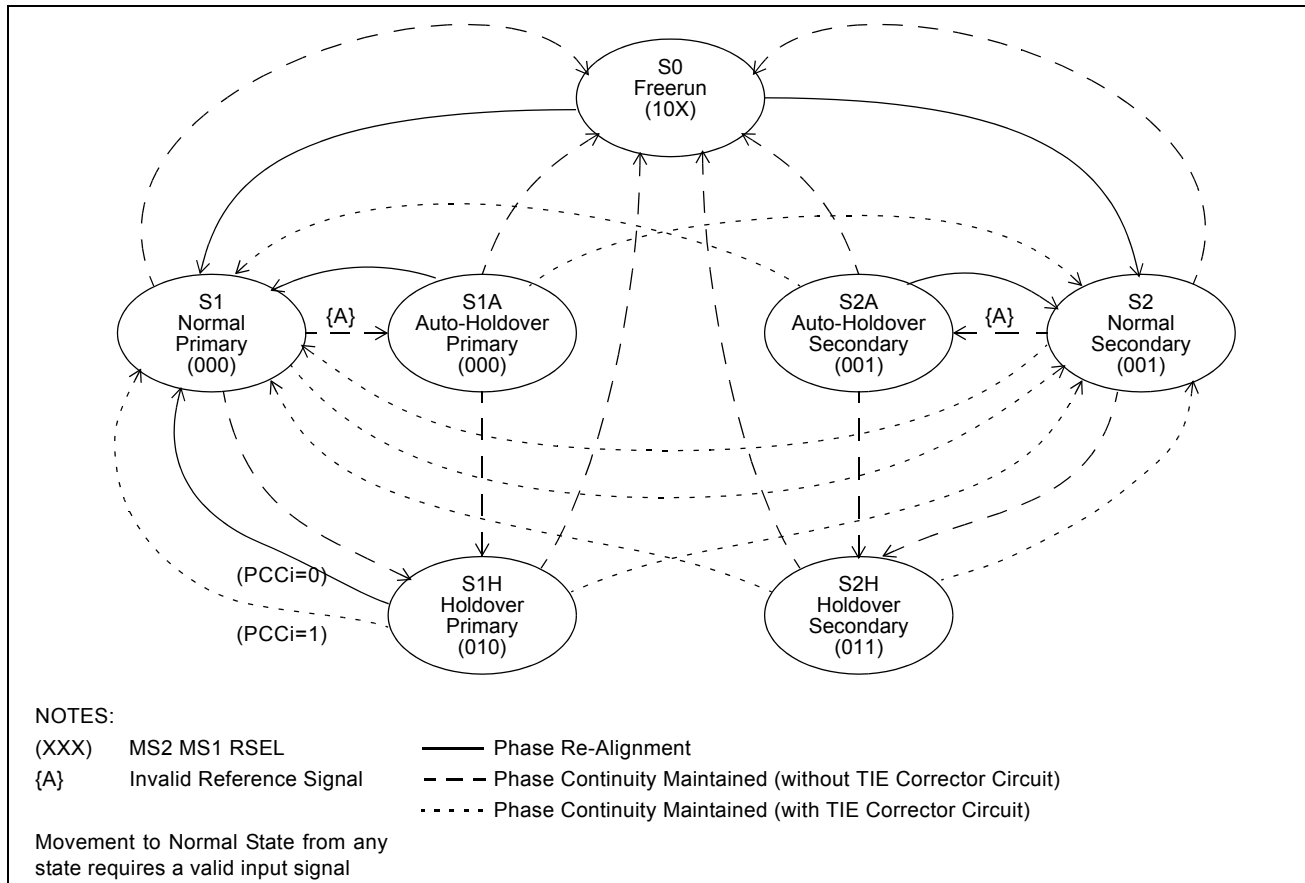 S0
Freerun
(10X)
S1
Normal
Primary
(000)
{A}
S1A
Auto-Holdover
Primary
(000)
S2A
Auto-Holdover
Secondary
(001)
{A}
S2
Normal
Secondary
(001)
(PCCi=0)
(PCCi=1)
S1H
Holdover
Primary
(010)
S2H
Holdover
Secondary
(011)
NOTES:
(XXX) MS2 MS1 RSEL
{A} Invalid Reference Signal
Phase Re-Alignment
Phase Continuity Maintained (without TIE Corrector Circuit)
Phase Continuity Maintained (with TIE Corrector Circuit)
Movement to Normal State from any
state requires a valid input signal